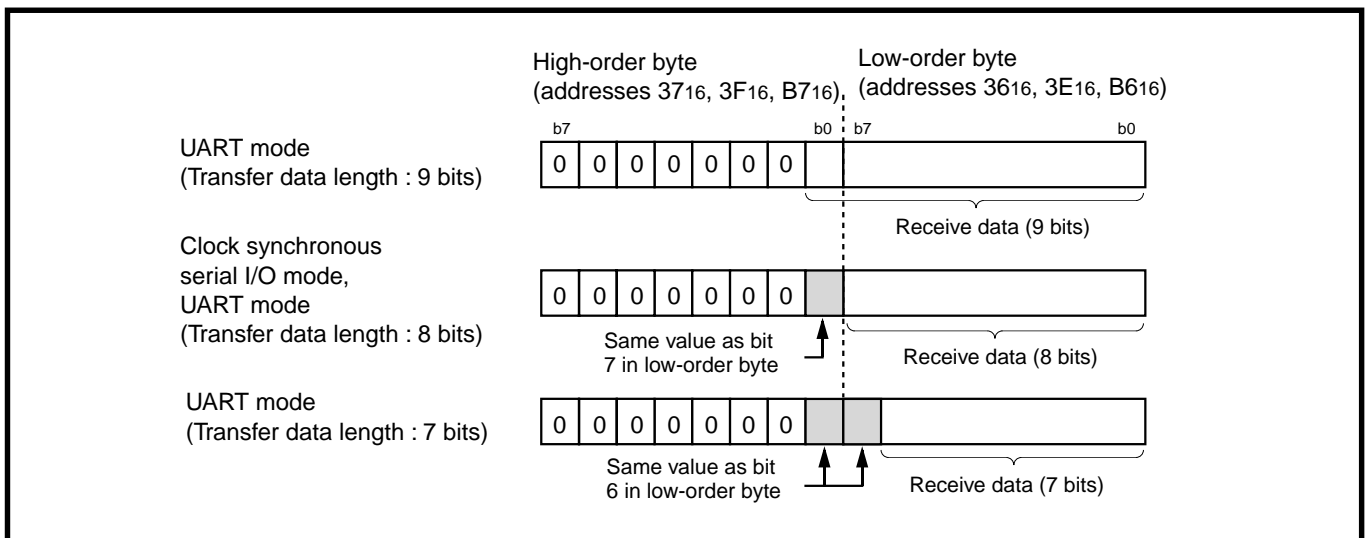 High-order byte
(addresses 3716, 3F16, B716)
Low-order byte
(addresses 3616, 3E16, B616)
b7 b0 b7 b0
UART mode
(Transfer data length : 9 bits)
0 0 0 0 0 0 0
Receive data (9 bits)
Clock synchronous
serial I/O mode,
UART mode
(Transfer data length : 8 bits)
0 0 0 0 0 0 0
Same value as bit
7 in low-order byte
Receive data (8 bits)
UART mode
(Transfer data length : 7 bits)
0 0 0 0 0 0 0
Same value as bit
6 in low-order byte
Receive data (7 bits)